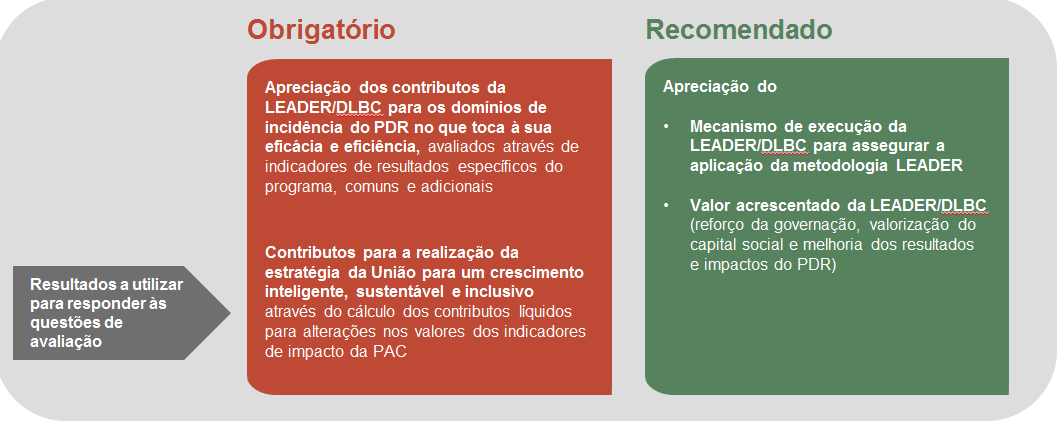 Obrigatório
Apreciação dos contributos da
LEADER/DLBC para os domínios de
incidência do PDR no que toca à sua
eficácia e eficiência, avaliados através de
indicadores de resultados específicos do
programa, comuns e adicionais
Contributos para a realização da
estratégia da União para um crescimento
inteligente, sustentável e inclusivo
através do cálculo dos contributos líquidos
para alterações nos valores dos indicadores
de impacto da PAC
Recomendado
Apreciação do
• Mecanismo de execução da
LEADER/DLBC para assegurar a
aplicação da metodologia LEADER
• Valor acrescentado da LEADER/DLBC
(reforço da governação, valorização do
capital social e melhoria dos resultados
e impactos do PDR)
Resultados a utilizar
para responder às
questões de
avaliação